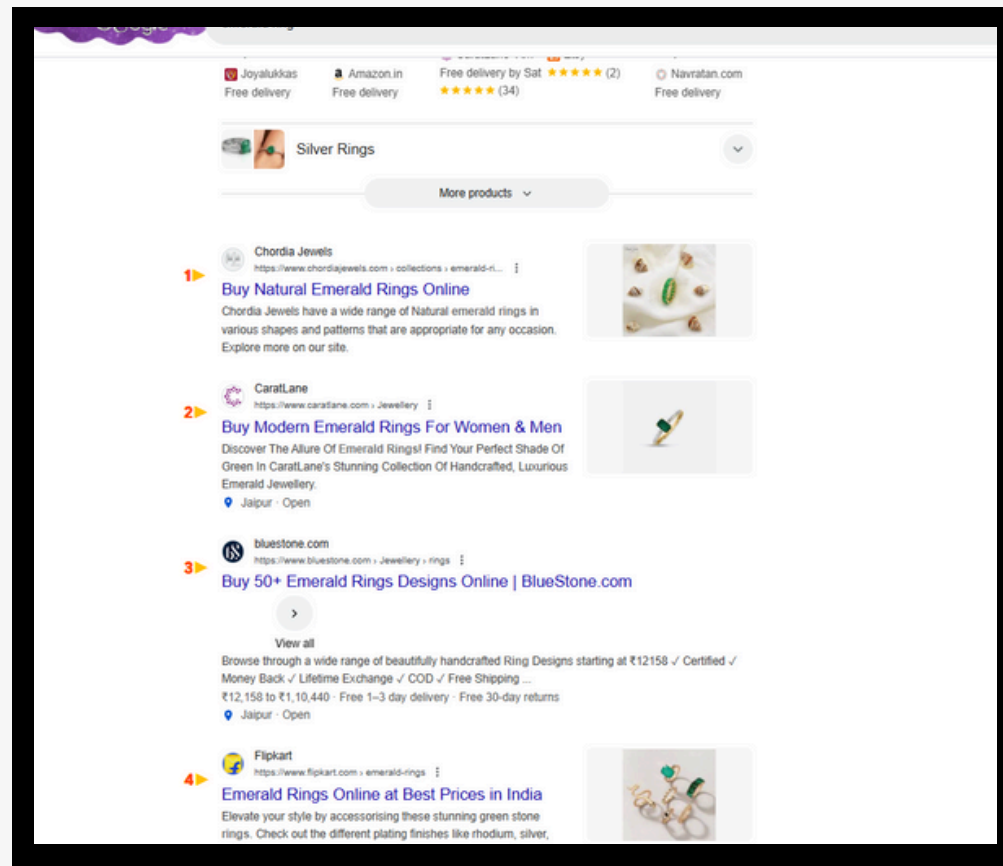 Joyalukkas
Free delivery
a Amazon.in
Free delivery
Free delivery by Sat ★★★★★ (2)
★★★★★ (34)
Navratan.com
Free delivery
Silver Rings
More products
1
Chordia Jewels
https://www.chordiajewels.com › collections › emerald-ri...
Buy Natural Emerald Rings Online
Chordia Jewels have a wide range of Natural emerald rings in
various shapes and patterns that are appropriate for any occasion.
Explore more on our site.
2
CaratLane
https://www.caratlane.com › Jewellery
Buy Modern Emerald Rings For Women & Men
Discover The Allure Of Emerald Rings! Find Your Perfect Shade Of
Green In CaratLane's Stunning Collection Of Handcrafted, Luxurious
Emerald Jewellery.
Jaipur · Open
3
bluestone.com
https://www.bluestone.com › Jewellery › rings
Buy 50+ Emerald Rings Designs Online | BlueStone.com
View all
Browse through a wide range of beautifully handcrafted Ring Designs starting at ₹12158 ✓ Certified ✓
Money Back ✓ Lifetime Exchange ✓ COD ✓ Free Shipping ...
₹12,158 to ₹1,10,440 · Free 1–3 day delivery · Free 30-day returns
Jaipur · Open
4
Flipkart
https://www.flipkart.com › emerald-rings
Emerald Rings Online at Best Prices in India
Elevate your style by accessorising these stunning green stone
rings. Check out the different plating finishes like rhodium, silver,